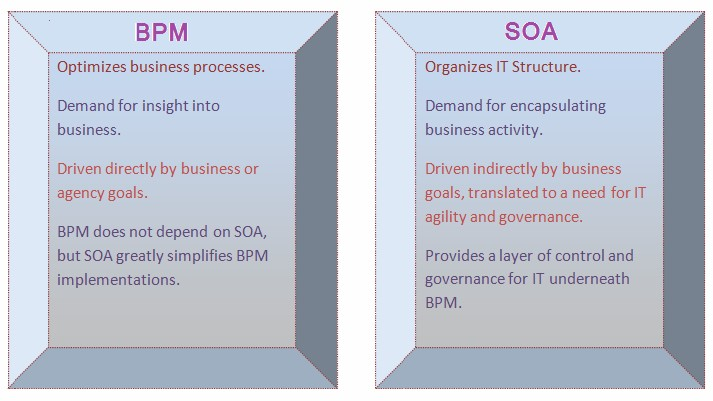 BPM
Optimizes business processes.
Demand for insight into
business.
Driven directly by business or
agency goals.
BPM does not depend on SOA,
but SOA greatly simplifies BPM
implementations.
SOA
Organizes IT Structure.
Demand for encapsulating
business activity.
Driven indirectly by business
goals, translated to a need for IT
agility and governance.
Provides a layer of control and
governance for IT underneath
BPM.